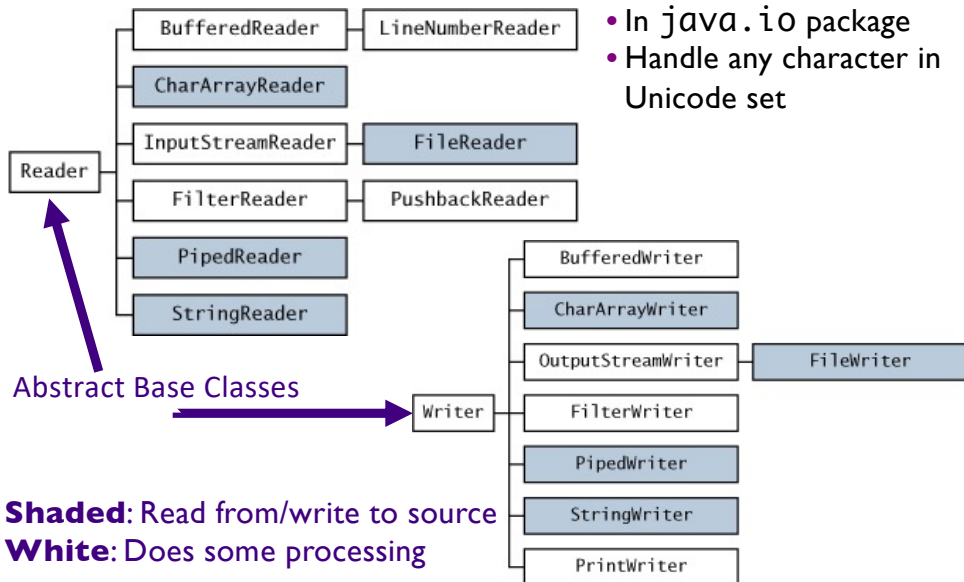 BufferedReader LineNumberReader
• In java.io package
• Handle any character in
Unicode set
CharArrayReader
InputStreamReader FileReader
Reader
FilterReader PushbackReader
PipedReader
StringReader
BufferedWriter
CharArrayWriter
OutputStreamWriter FileWriter
Abstract Base Classes
Writer
FilterWriter
PipedWriter
StringWriter
PrintWriter
Shaded: Read from/write to source
White: Does some processing